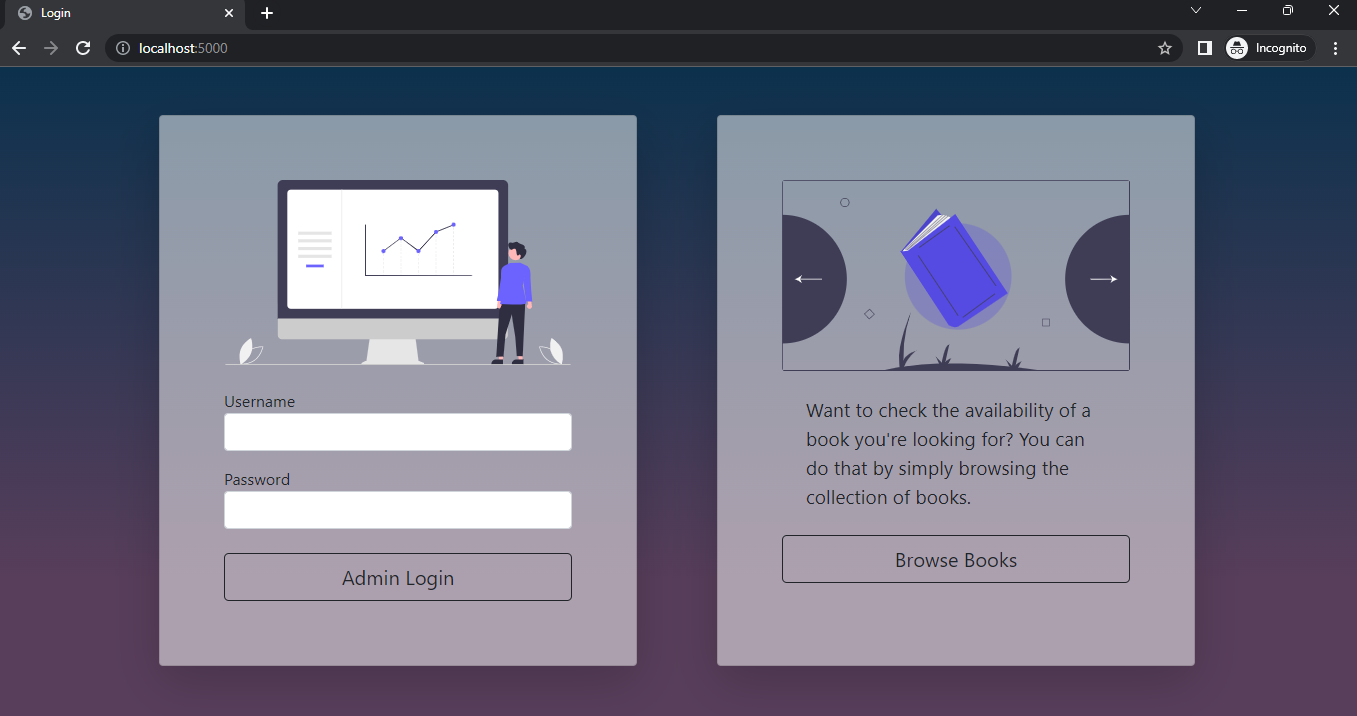 Login
localhost:5000
Incognito
Username
Password
Admin Login
Want to check the availability of a
book you're looking for? You can
do that by simply browsing the
collection of books.
Browse Books